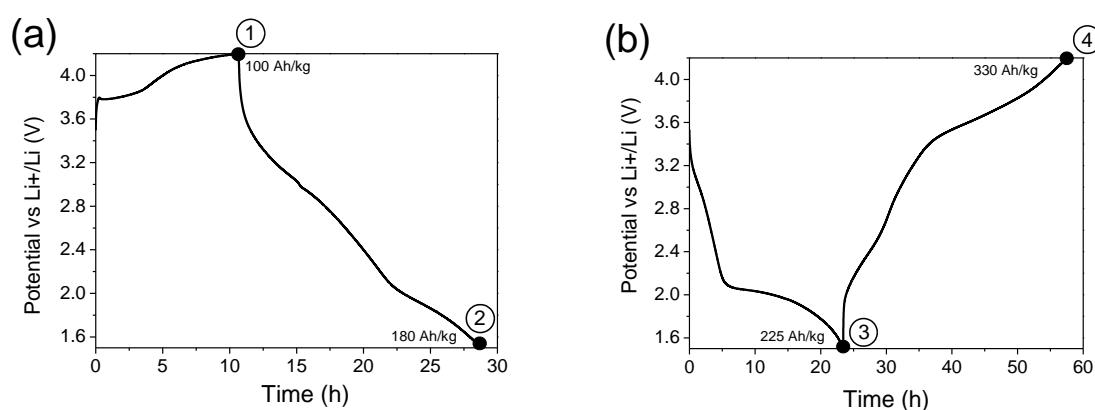 (a)
1
100 Ah/kg
2
180 Ah/kg
Potential vs Li+/Li (V)
4.0
3.6
3.2
2.8
2.4
2.0
1.6
0 5 10 15 20 25 30
Time (h)
(b)
4
330 Ah/kg
3
225 Ah/kg
Potential vs Li+/Li (V)
4.0
3.6
3.2
2.8
2.4
2.0
1.6
0 10 20 30 40 50 60
Time (h)